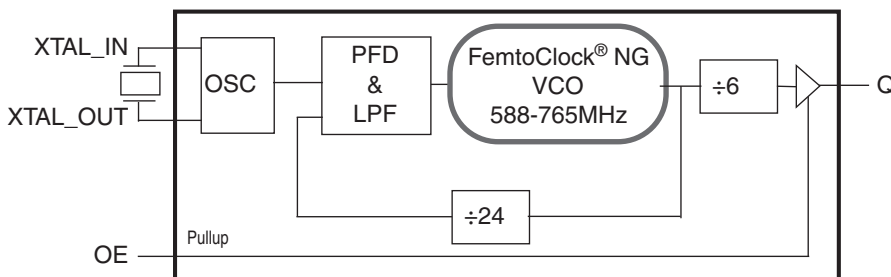 XTAL_IN
XTAL_OUT
OSC
PFD
&
LPF
FemtoClock® NG
VCO
588-765MHz
÷6
Q
÷24
Pullup
OE